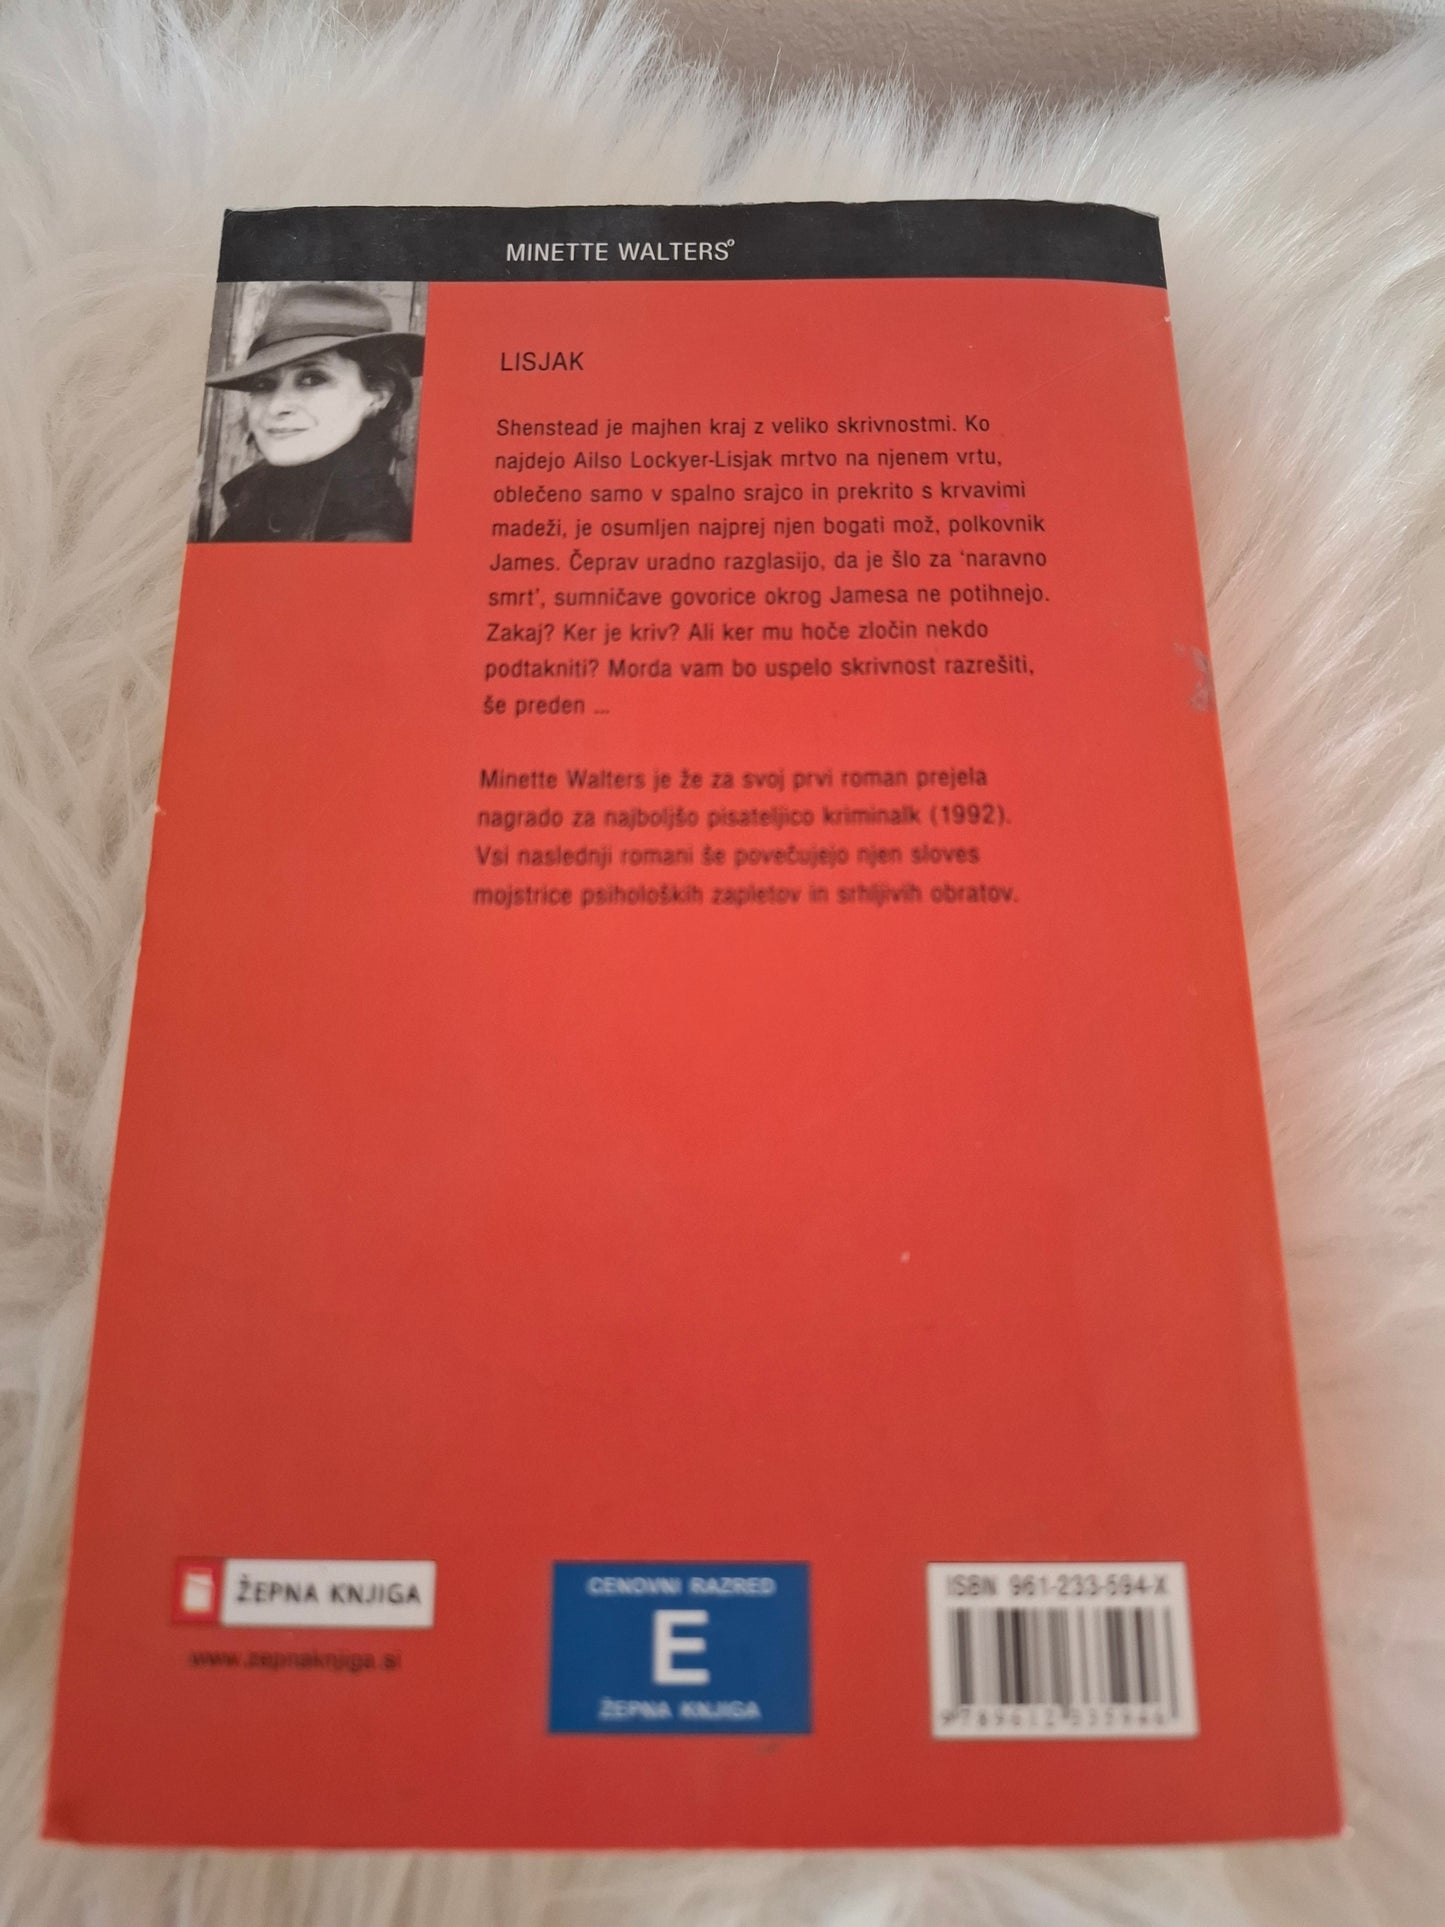 MINETTE WALTERS°
LISJAK
Shenstead je majhen kraj z veliko skrivnostmi. Ko
najdejo Ailso Lockyer-Lisjak mrtvo na njenem vrtu,
oblečeno samo v spalno srajco in prekrito s krvavimi
madeži, je osumljen najprej njen bogati mož, polkovnik
James. Čeprav uradno razglasijo, da je šlo za ‘naravno
smrt’, sumničave govorice okrog Jamesa ne potihnejo.
Zakaj? Ker je kriv? Ali ker mu hoče zločin nekdo
podtakniti? Morda vam bo uspelo skrivnost razrešiti,
še preden ...
Minette Walters je že za svoj prvi roman prejela
nagrado za najboljšo pisateljico kriminalk (1992).
Vsi naslednji romani še povečujejo njen sloves
mojstrice psiholoških zapletov in srhljivih obratov.
ŽEPNA KNJIGA
www.zepnaknjiga.si
CENOVNI RAZRED
E
ŽEPNA KNJIGA
ISBN 961-233-594-X
9 789612 335946